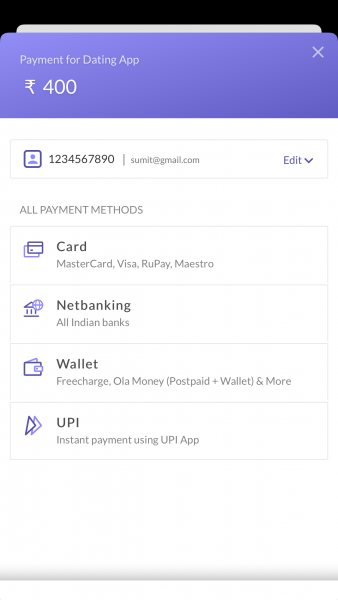 Payment for Dating App
₹ 400
1234567890 | sumit@gmail.com Edit
ALL PAYMENT METHODS
Card
MasterCard, Visa, RuPay, Maestro
Netbanking
All Indian banks
Wallet
Freecharge, Ola Money (Postpaid + Wallet) & More
UPI
Instant payment using UPI App